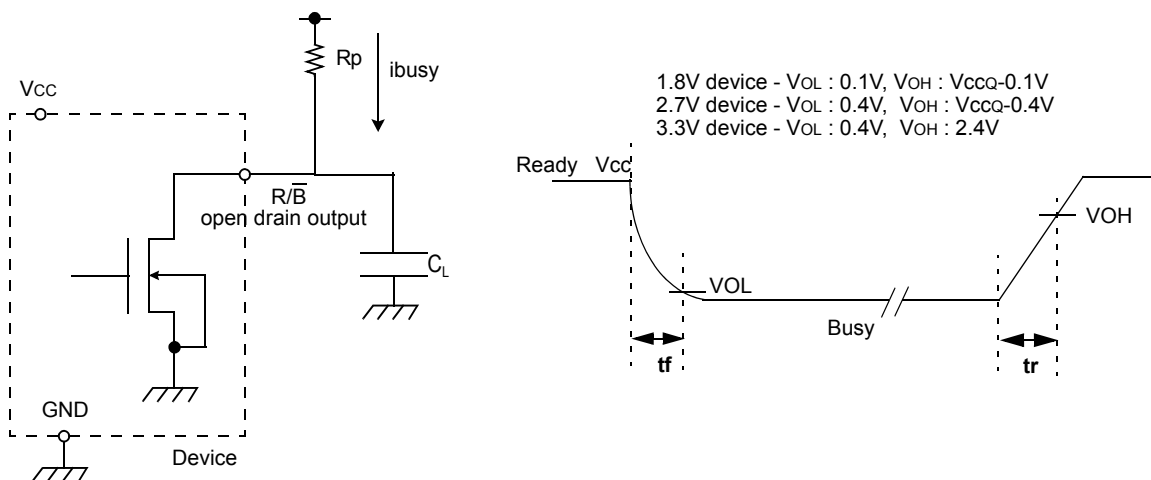 Rp
ibusy
VCC
R/B̅
open drain output
CL
GND
Device
1.8V device - VOL : 0.1V, VOH : VCCQ-0.1V
2.7V device - VOL : 0.4V, VOH : VCCQ-0.4V
3.3V device - VOL : 0.4V, VOH : 2.4V
Ready Vcc
VOH
VOL
Busy
tf
tr